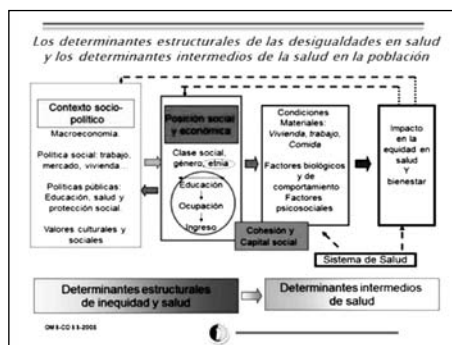 Los determinantes estructurales de las desigualdades en salud
y los determinantes intermedios de la salud en la población
Contexto socio-
político
Macroeconomía.
Política social: trabajo,
mercado, vivienda...
Políticas públicas:
Educación, salud y
protección social
Valores culturales y
sociales
Posición social
y económica
Clase social,
género, etnia
Educación
Ocupación
Ingreso
Condiciones
Materiales:
Vivienda, trabajo,
Comida
Factores biológicos
y de
comportamiento
Factores
psicosociales
Cohesión y
Capital social
Impacto
en la
equidad en
salud
Y
bienestar
Sistema de Salud
Determinantes estructurales
de inequidad y salud
Determinantes intermedios
de salud